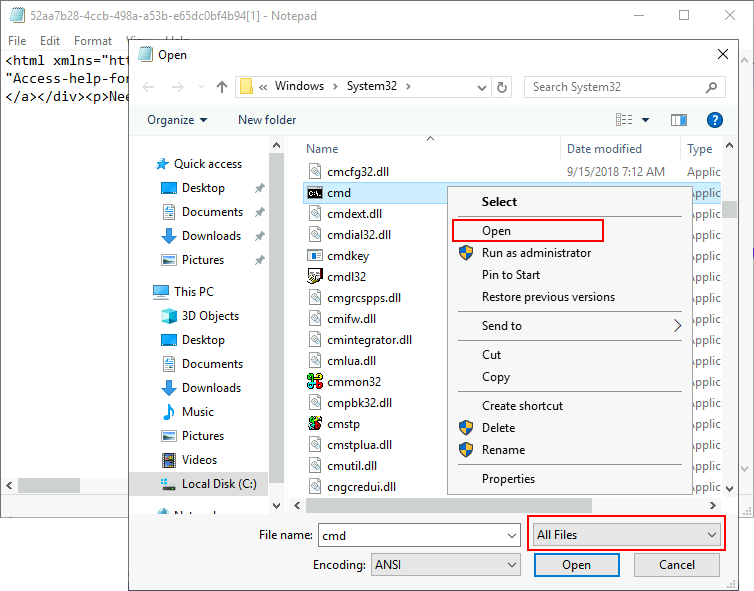 52aa7b28-4ccb-498a-a53b-e65dc0bf4b94[1] - Notepad
File Edit Format
<html xmlns="htt
"Access-help-for
</a></div><p>Nee
Open
« Windows > System32 >
Search System32
Organize
New folder
Name
Date modified
Type
Quick access
Desktop
Documents
Downloads
Pictures
This PC
3D Objects
Desktop
Documents
Downloads
Music
Pictures
Videos
Local Disk (C:)
cmcfg32.dll 9/15/2018 7:12 AM Applic
cmd Applic
cmdext.dll Applic
cmdial32.dll Applic
cmdkey Applic
cmdl32 Applic
cmgrcspps.dll Applic
cmifw.dll Applic
cmintegrator.dll Applic
cmlua.dll Applic
cmmon32 Applic
cmpbk32.dll Applic
cmstp Applic
cmstplua.dll Applic
cmutil.dll Applic
cngcredui.dll Applic
Select
Open
Run as administrator
Pin to Start
Restore previous versions
Send to
Cut
Copy
Create shortcut
Delete
Rename
Properties
File name: cmd
All Files
Encoding: ANSI
Open
Cancel